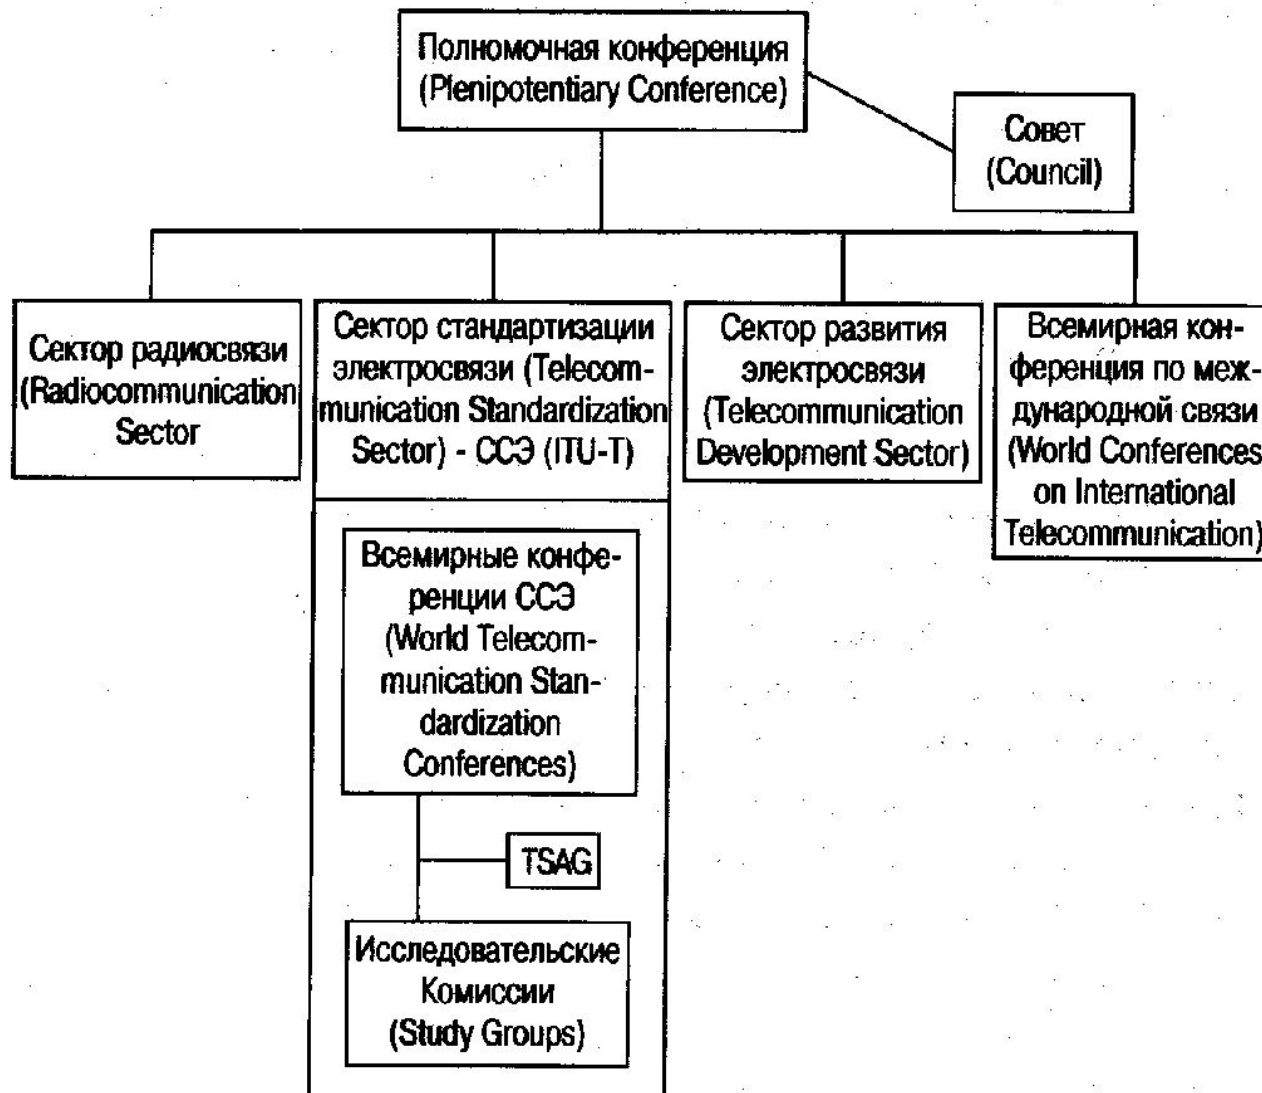 Полномочная конференция
(Plenipotentiary Conference)
Совет
(Council)
Сектор радиосвязи
(Radiocommunication
Sector
Сектор стандартизации
электросвязи (Telecom-
munication Standardization
Sector) - ССЭ (ITU-T)
Сектор развития
электросвязи
(Telecommunication
Development Sector)
Всемирная кон-
ференция по меж-
дународной связи
(World Conferences
on International
Telecommunication)
Всемирные конфе-
ренции ССЭ
(World Telecom-
munication Stan-
dardization
Conferences)
TSAG
Исследовательские
Комиссии
(Study Groups)